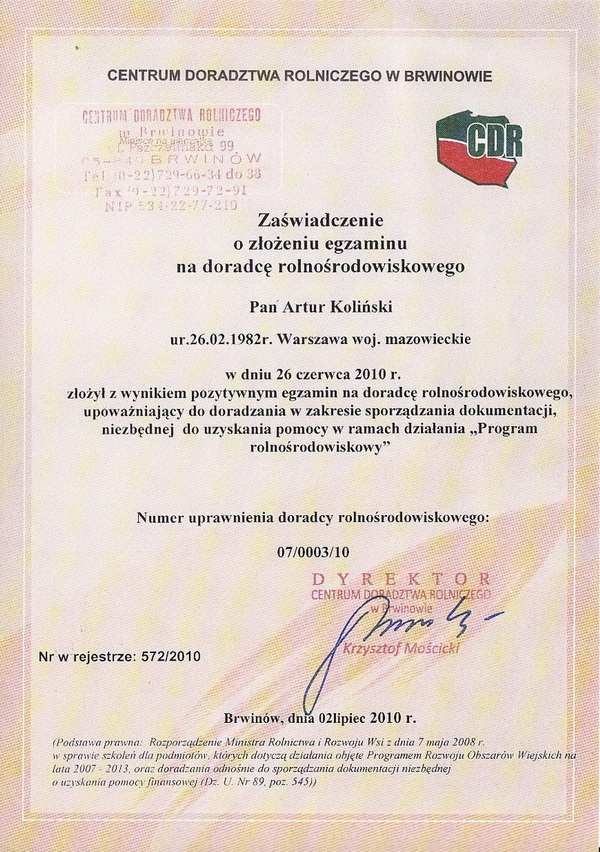 CENTRUM DORADZTWA ROLNICZEGO W BRWINOWIE
CENTRUM DORADZTWA ROLNICZEGO
w Brwinowie
Miejsce na pieczątkę
99
BRWINÓW
Tel (0-22)729-66-34 do 38
Fax (0-22)729-72-91
NIP 534-22-77-210
CDR
Zaświadczenie
o złożeniu egzaminu
na doradcę rolnośrodowiskowego
Pan Artur Koliński
ur.26.02.1982r. Warszawa woj. mazowieckie
w dniu 26 czerwca 2010 r.
złożył z wynikiem pozytywnym egzamin na doradcę rolnośrodowiskowego,
upoważniający do doradzania w zakresie sporządzania dokumentacji,
niezbędnej do uzyskania pomocy w ramach działania „Program
rolnośrodowiskowy”
Numer uprawnienia doradcy rolnośrodowiskowego:
07/0003/10
DYREKTOR
CENTRUM DORADZTWA ROLNICZEGO
w Brwinowie
Krzysztof Mościcki
Nr w rejestrze: 572/2010
Brwinów, dnia 02lipiec 2010 r.
(Podstawa prawna: Rozporządzenie Ministra Rolnictwa i Rozwoju Wsi z dnia 7 maja 2008 r.
w sprawie szkoleń dla podmiotów, których dotyczą działania objęte Programem Rozwoju Obszarów Wiejskich na
lata 2007 - 2013, oraz doradzania odnośnie do sporządzania dokumentacji niezbędnej
o uzyskania pomocy finansowej (Dz. U. Nr 89, poz. 545))